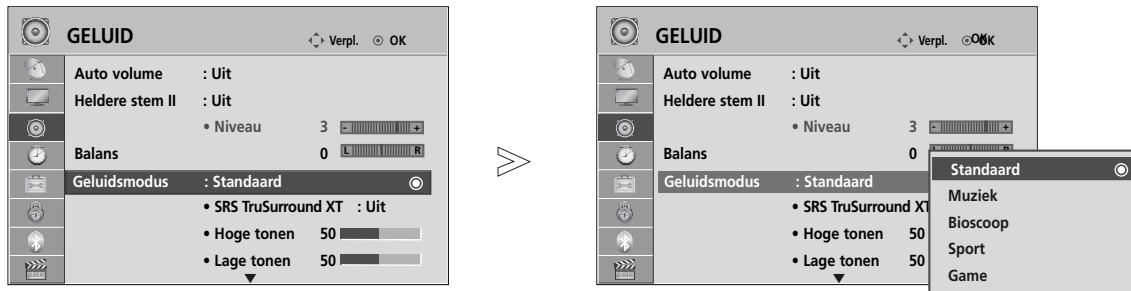 GELUID Verpl. OK
Auto volume : Uit
Heldere stem II : Uit
• Niveau 3 - +
Balans 0 L R
Geluidsmodus : Standaard
• SRS TruSurround XT : Uit
• Hoge tonen 50
• Lage tonen 50
GELUID Verpl. OK
Auto volume : Uit
Heldere stem II : Uit
• Niveau 3 - +
Balans 0
Geluidsmodus : Standaard
• SRS TruSurround XT
• Hoge tonen 50
• Lage tonen 50
Standaard
Muziek
Bioscoop
Sport
Game